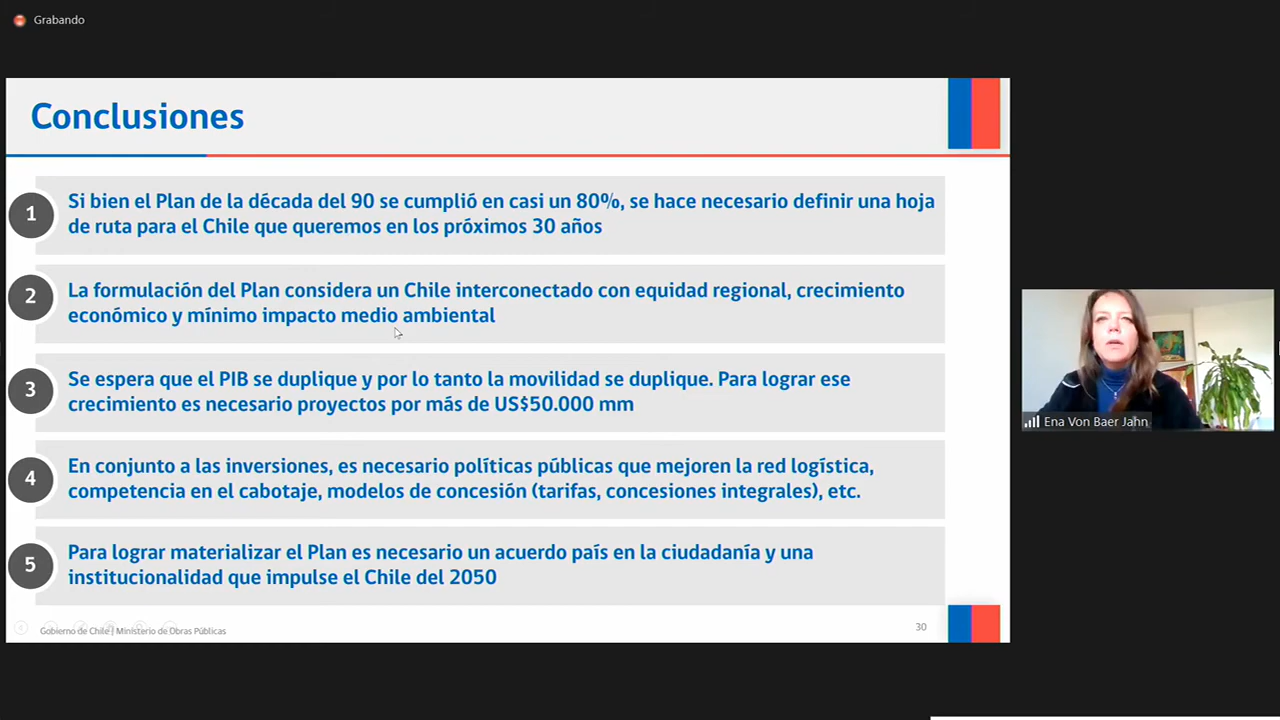 Grabando
Conclusiones
1
Si bien el Plan de la década del 90 se cumplió en casi un 80%, se hace necesario definir una hoja
de ruta para el Chile que queremos en los próximos 30 años
2
La formulación del Plan considera un Chile interconectado con equidad regional, crecimiento
económico y mínimo impacto medio ambiental
3
Se espera que el PIB se duplique y por lo tanto la movilidad se duplique. Para lograr ese
crecimiento es necesario proyectos por más de US$50.000 mm
4
En conjunto a las inversiones, es necesario políticas públicas que mejoren la red logística,
competencia en el cabotaje, modelos de concesión (tarifas, concesiones integrales), etc.
5
Para lograr materializar el Plan es necesario un acuerdo país en la ciudadanía y una
institucionalidad que impulse el Chile del 2050
Gobierno de Chile | Ministerio de Obras Públicas
30
Ena Von Baer Jahn